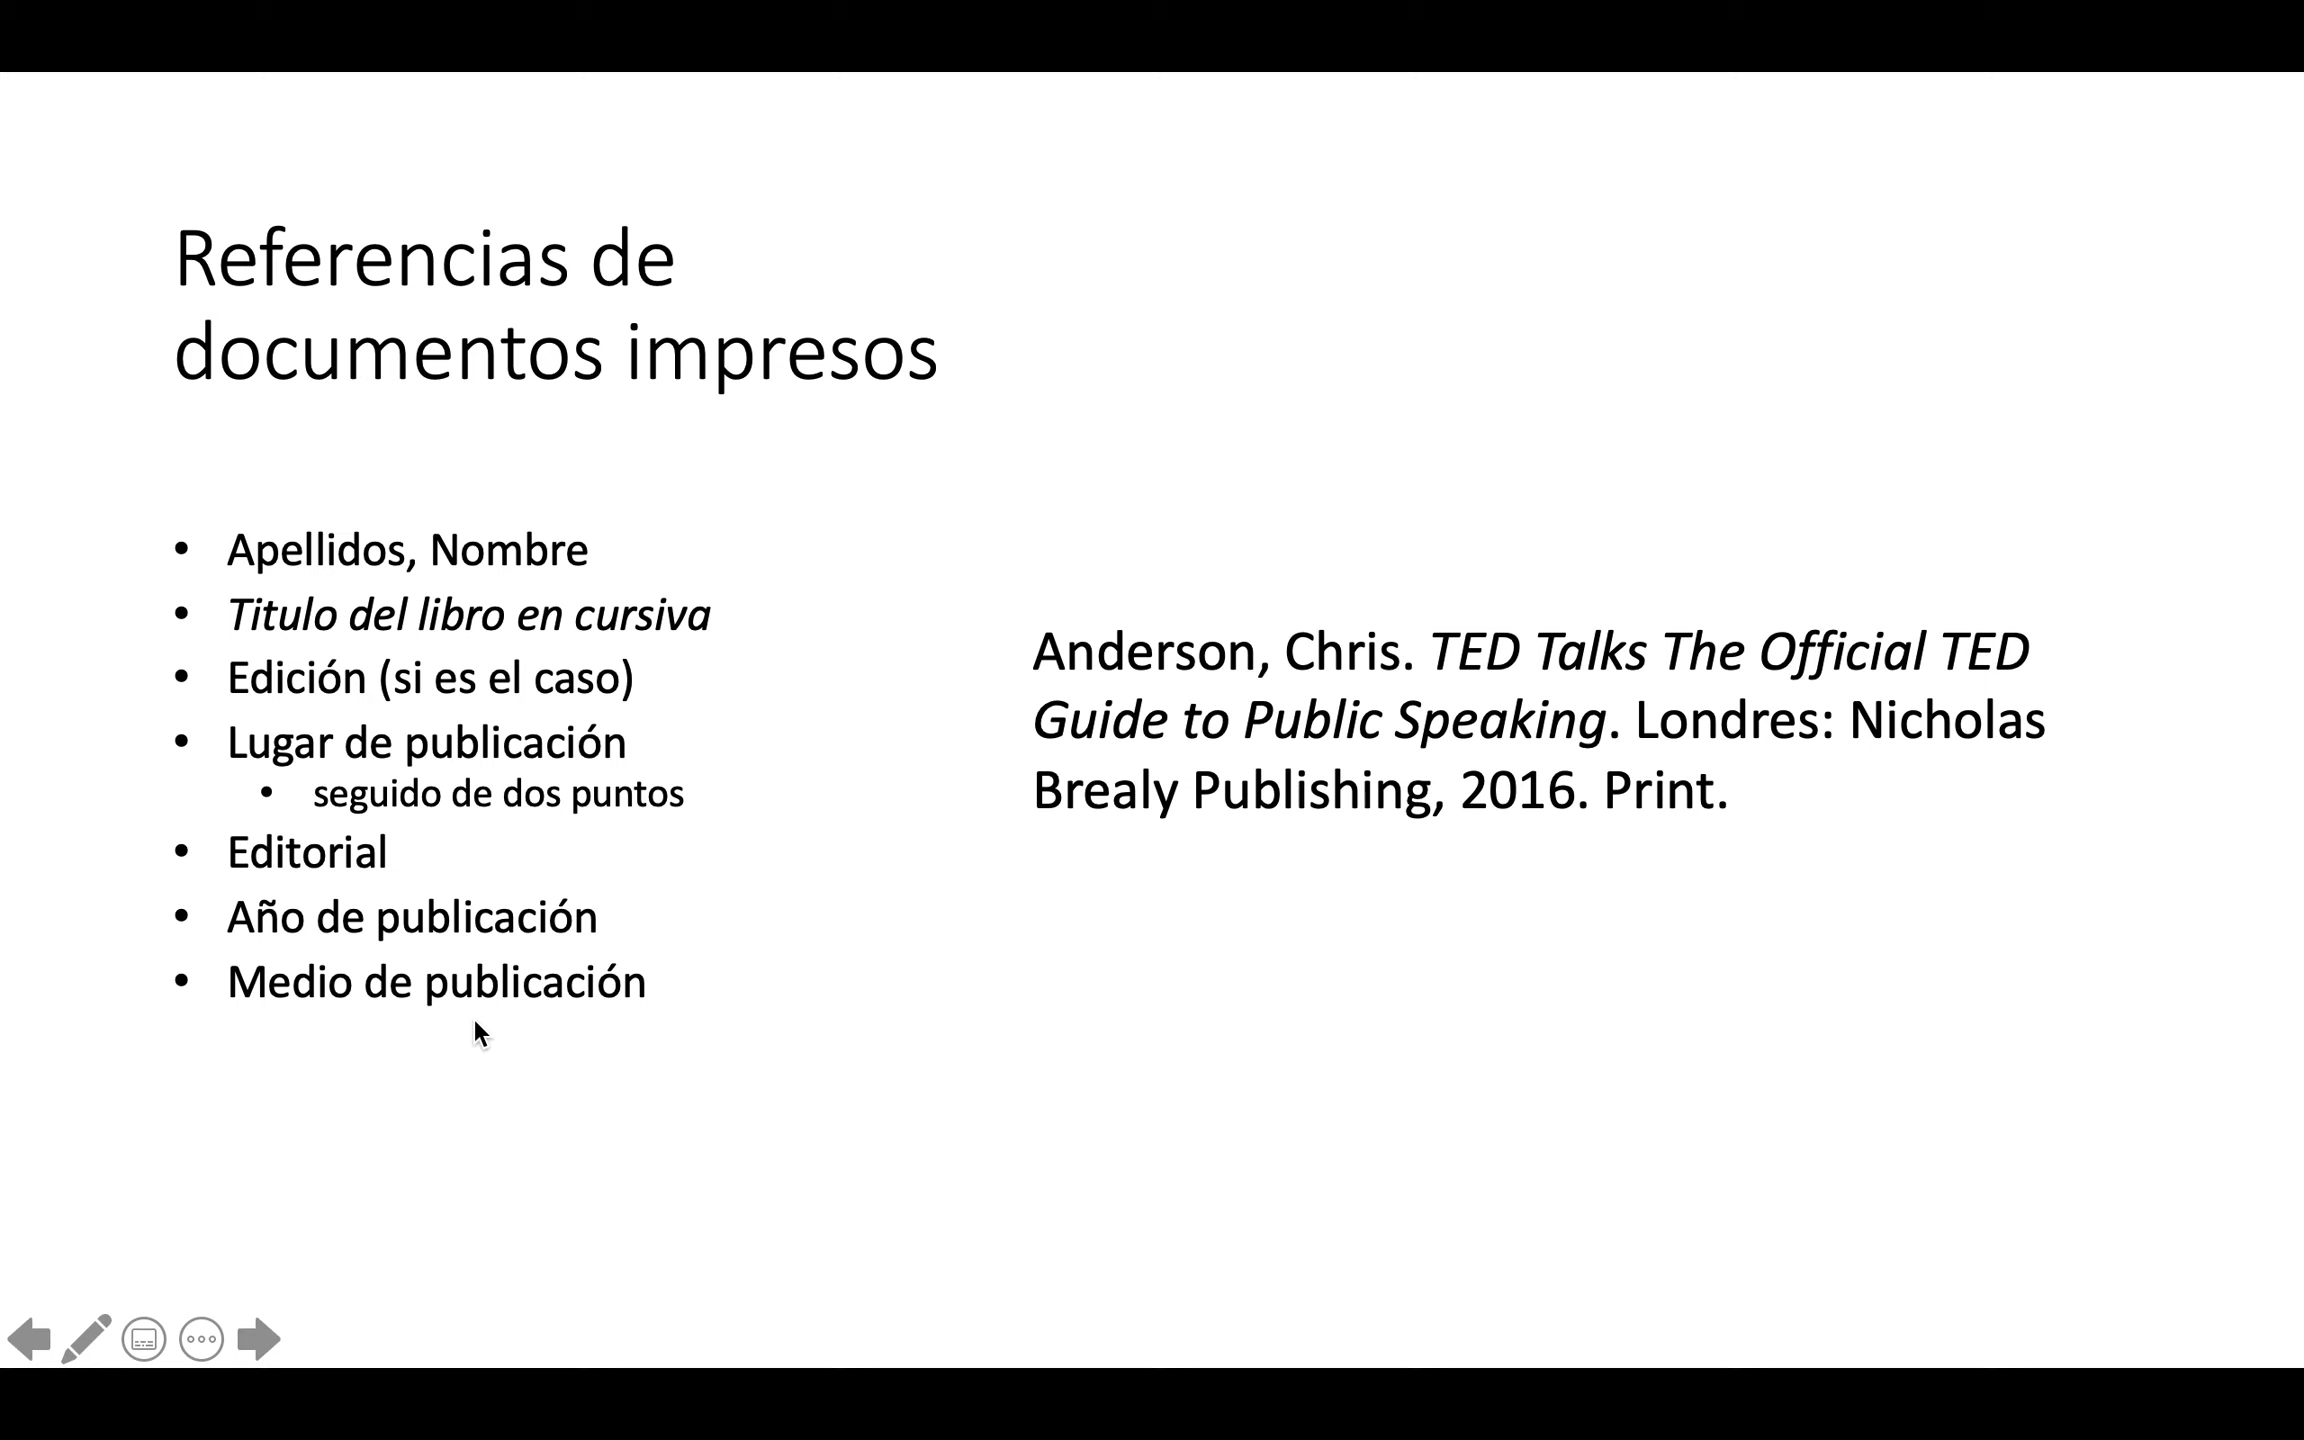 Referencias de
documentos impresos
• Apellidos, Nombre
• Titulo del libro en cursiva
• Edición (si es el caso)
• Lugar de publicación
• seguido de dos puntos
• Editorial
• Año de publicación
• Medio de publicación
Anderson, Chris. TED Talks The Official TED
Guide to Public Speaking. Londres: Nicholas
Brealy Publishing, 2016. Print.